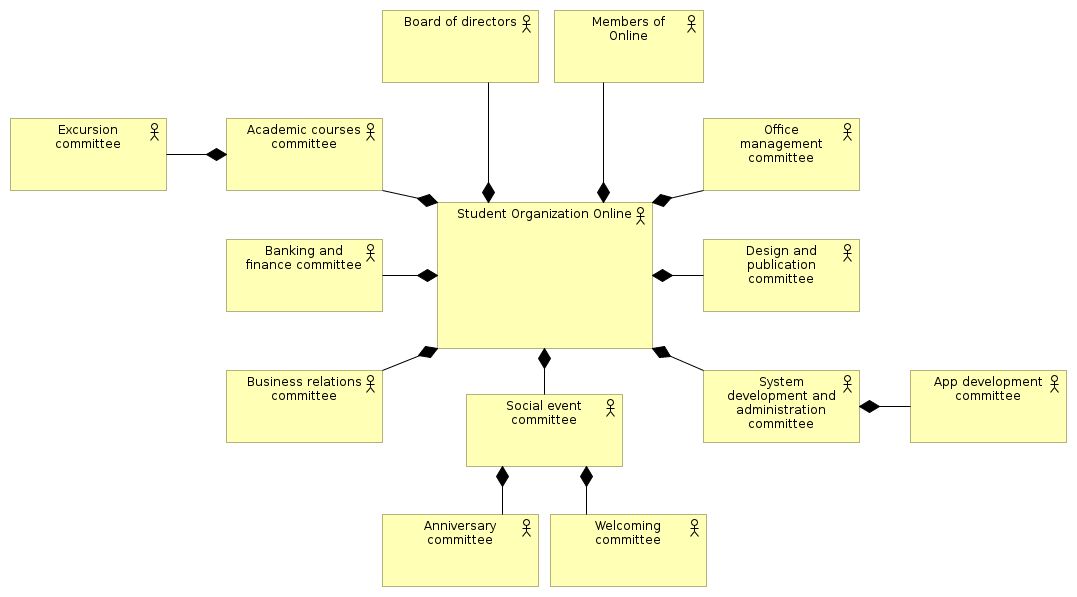 Board of directors
Members of
Online
Excursion
committee
Academic courses
committee
Office
management
committee
Student Organization Online
Banking and
finance committee
Design and
publication
committee
Business relations
committee
Social event
committee
System
development and
administration
committee
App development
committee
Anniversary
committee
Welcoming
committee